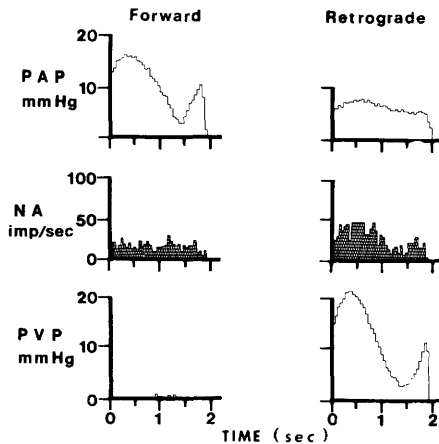 Forward Retrograde
PAP
mmHg
20
10
NA
imp/sec
100
50
0
PVP
mmHg
20
10
0
0 1 2 0 1 2
TIME (sec)